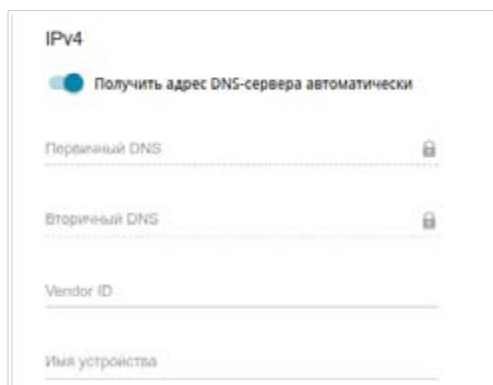 IPv4
Получить адрес DNS-сервера автоматически
Первичный DNS
Вторичный DNS
Vendor ID
Имя устройства